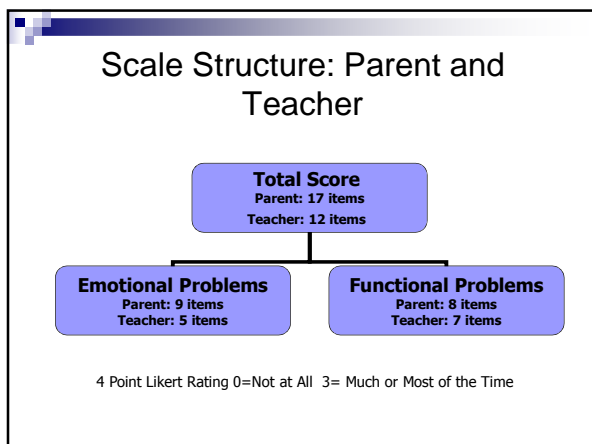 Scale Structure: Parent and
Teacher
Total Score
Parent: 17 items
Teacher: 12 items
Emotional Problems
Parent: 9 items
Teacher: 5 items
Functional Problems
Parent: 8 items
Teacher: 7 items
4 Point Likert Rating 0=Not at All 3= Much or Most of the Time